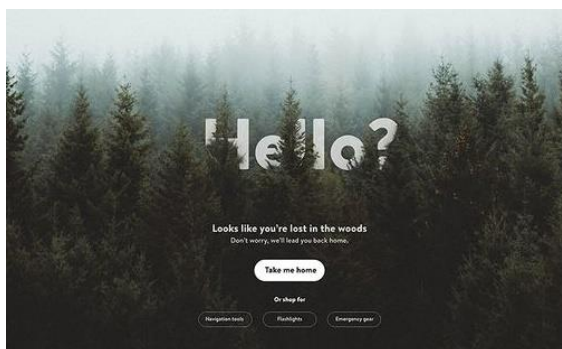 Hello?
Looks like you're lost in the woods
Don't worry, we'll lead you back home.
Take me home
Or shop for
Navigation tools Flashlights Emergency gear